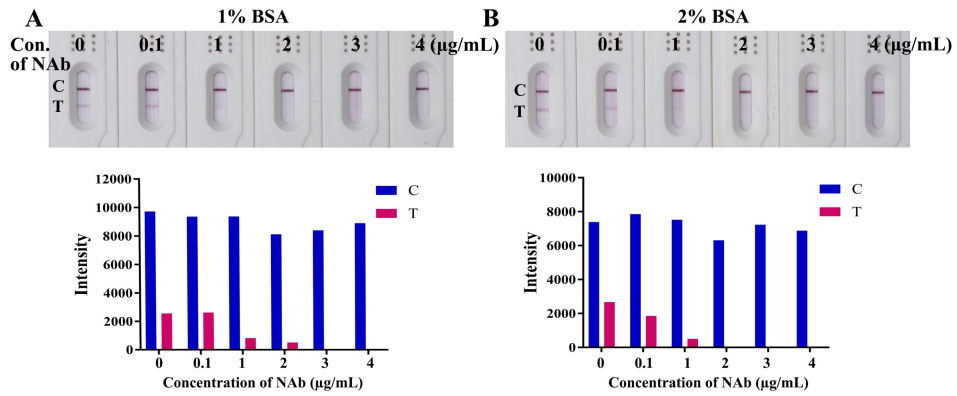 A
1% BSA
Con. of NAb
0 0.1 1 2 3 4 (μg/mL)
C
T
12000
10000
8000
6000
4000
2000
0
Intensity
C
T
0 0.1 1 2 3 4
Concentration of NAb (μg/mL)
B
2% BSA
0 0.1 1 2 3 4 (μg/mL)
C
T
10000
8000
6000
4000
2000
0
Intensity
C
T
0 0.1 1 2 3 4
Concentration of NAb (μg/mL)